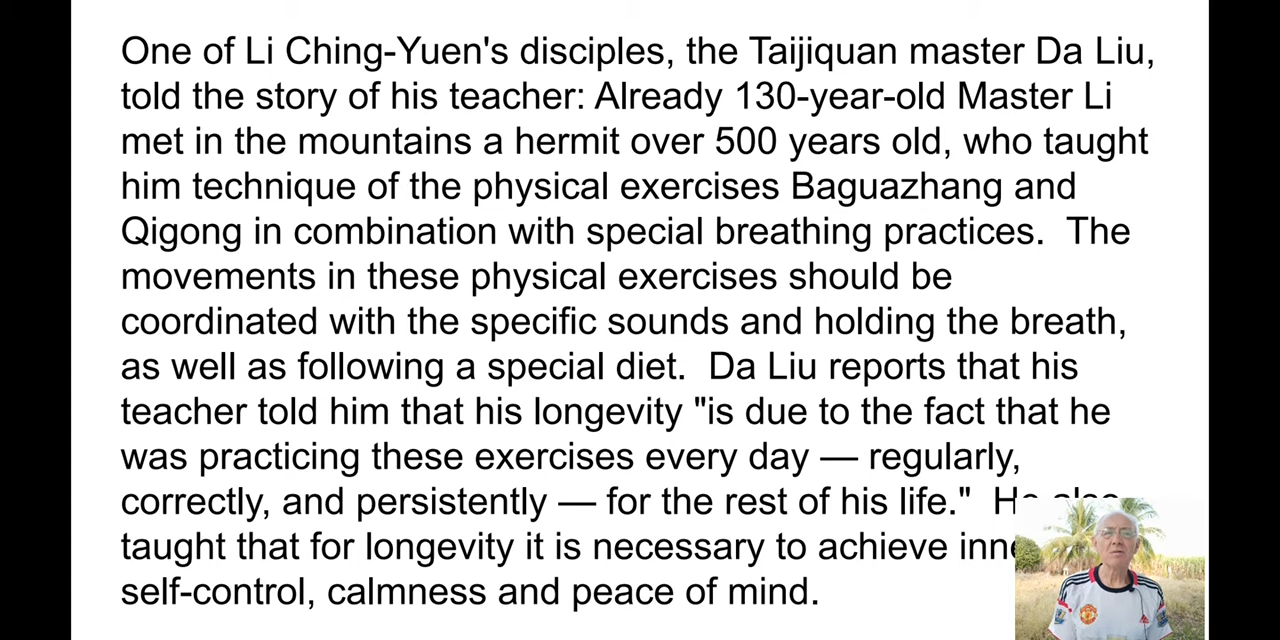 One of Li Ching-Yuen's disciples, the Taijiquan master Da Liu,
told the story of his teacher: Already 130-year-old Master Li
met in the mountains a hermit over 500 years old, who taught
him technique of the physical exercises Baguazhang and
Qigong in combination with special breathing practices.  The
movements in these physical exercises should be
coordinated with the specific sounds and holding the breath,
as well as following a special diet.  Da Liu reports that his
teacher told him that his longevity "is due to the fact that he
was practicing these exercises every day — regularly,
correctly, and persistently — for the rest of his life."  He also
taught that for longevity it is necessary to achieve
self-control, calmness and peace of mind.